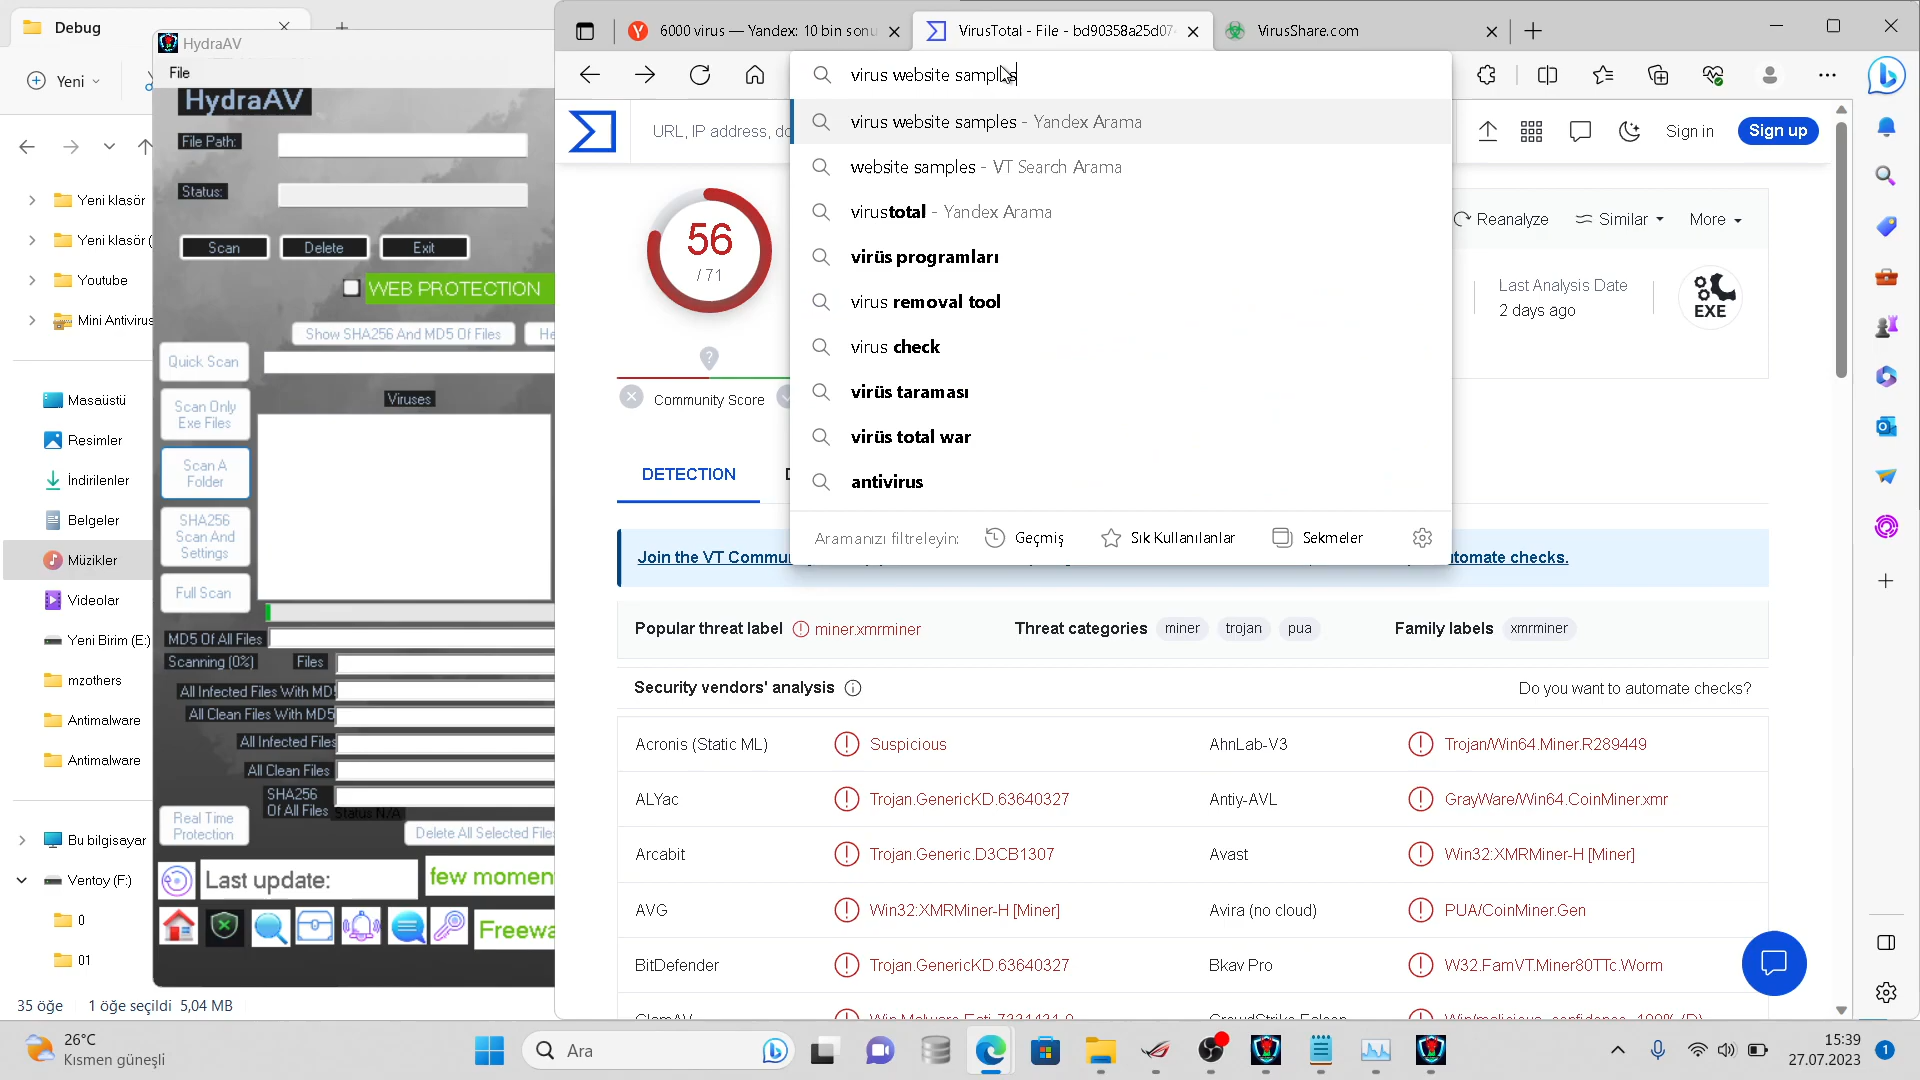 Debug
Yeni
Yeni klasör
Yeni klasör (
Youtube
Mini Antivirus
Masaüstü
Resimler
İndirilenler
Belgeler
Müzikler
Videolar
Yeni Birim (E:)
mzothers
Antimalware
Antimalware
Bu bilgisayar
Ventoy (F:)
0
01
35 öğe 1 öğe seçildi 5,04 MB
HydraAV
File
HydraAV
File Path:
Status:
Scan Delete Exit
WEB PROTECTION
Show SHA256 And MD5 Of Files He
Quick Scan
Viruses
Scan Only
Exe Files
Scan A
Folder
SHA256
Scan And
Settings
Full Scan
MD5 Of All Files
Scanning (0%) Files
All Infected Files With MD5
All Clean Files With MD5
All Infected Files
All Clean Files
SHA256
Of All Files
Status N/A
Real Time
Protection
Delete All Selected Files
Last update: few momen
Freewa
6000 virus — Yandex: 10 bin sonu
VirusTotal - File - bd90358a25d07
VirusShare.com
virus website samples
virus website samples - Yandex Arama
website samples - VT Search Arama
virustotal - Yandex Arama
virüs programları
virus removal tool
virus check
virüs taraması
virüs total war
antivirus
Aramanızı filtreleyin: Geçmiş Sık Kullanılanlar Sekmeler
URL, IP address, do
Sign in Sign up
56
/ 71
Community Score
Reanalyze Similar More
Last Analysis Date
2 days ago
EXE
DETECTION D
Join the VT Commu tomate checks.
Popular threat label miner.xmrminer Threat categories miner trojan pua Family labels xmrminer
Security vendors' analysis Do you want to automate checks?
Acronis (Static ML) Suspicious AhnLab-V3 Trojan/Win64.Miner.R289449
ALYac Trojan.GenericKD.63640327 Antiy-AVL GrayWare/Win64.CoinMiner.xmr
Arcabit Trojan.Generic.D3CB1307 Avast Win32:XMRMiner-H [Miner]
AVG Win32:XMRMiner-H [Miner] Avira (no cloud) PUA/CoinMiner.Gen
BitDefender Trojan.GenericKD.63640327 Bkav Pro W32.FamVT.Miner80TTc.Worm
26°C
Kısmen güneşli
Ara
15:39
27.07.2023
1